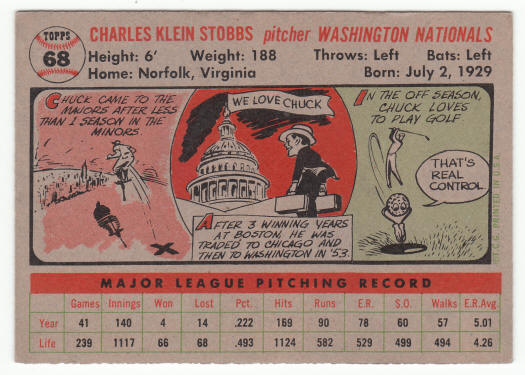 TOPPS
68
CHARLES KLEIN STOBBS pitcher WASHINGTON NATIONALS
Height: 6' Weight: 188 Throws: Left Bats: Left
Home: Norfolk, Virginia Born: July 2, 1929
CHUCK CAME TO THE
MAJORS AFTER LESS
THAN 1 SEASON IN THE
MINORS
WE LOVE CHUCK
AFTER 3 WINNING YEARS
AT BOSTON, HE WAS
TRADED TO CHICAGO AND
THEN TO WASHINGTON IN '53.
IN THE OFF SEASON,
CHUCK LOVES
TO PLAY GOLF
THAT'S
REAL
CONTROL
T.C.G. PRINTED IN U.S.A.
MAJOR LEAGUE PITCHING RECORD
Games Innings Won Lost Pct. Hits Runs E.R. S.O. Walks E.R.Avg
Year 41 140 4 14 .222 169 90 78 60 57 5.01
Life 239 1117 66 68 .493 1124 582 529 499 494 4.26